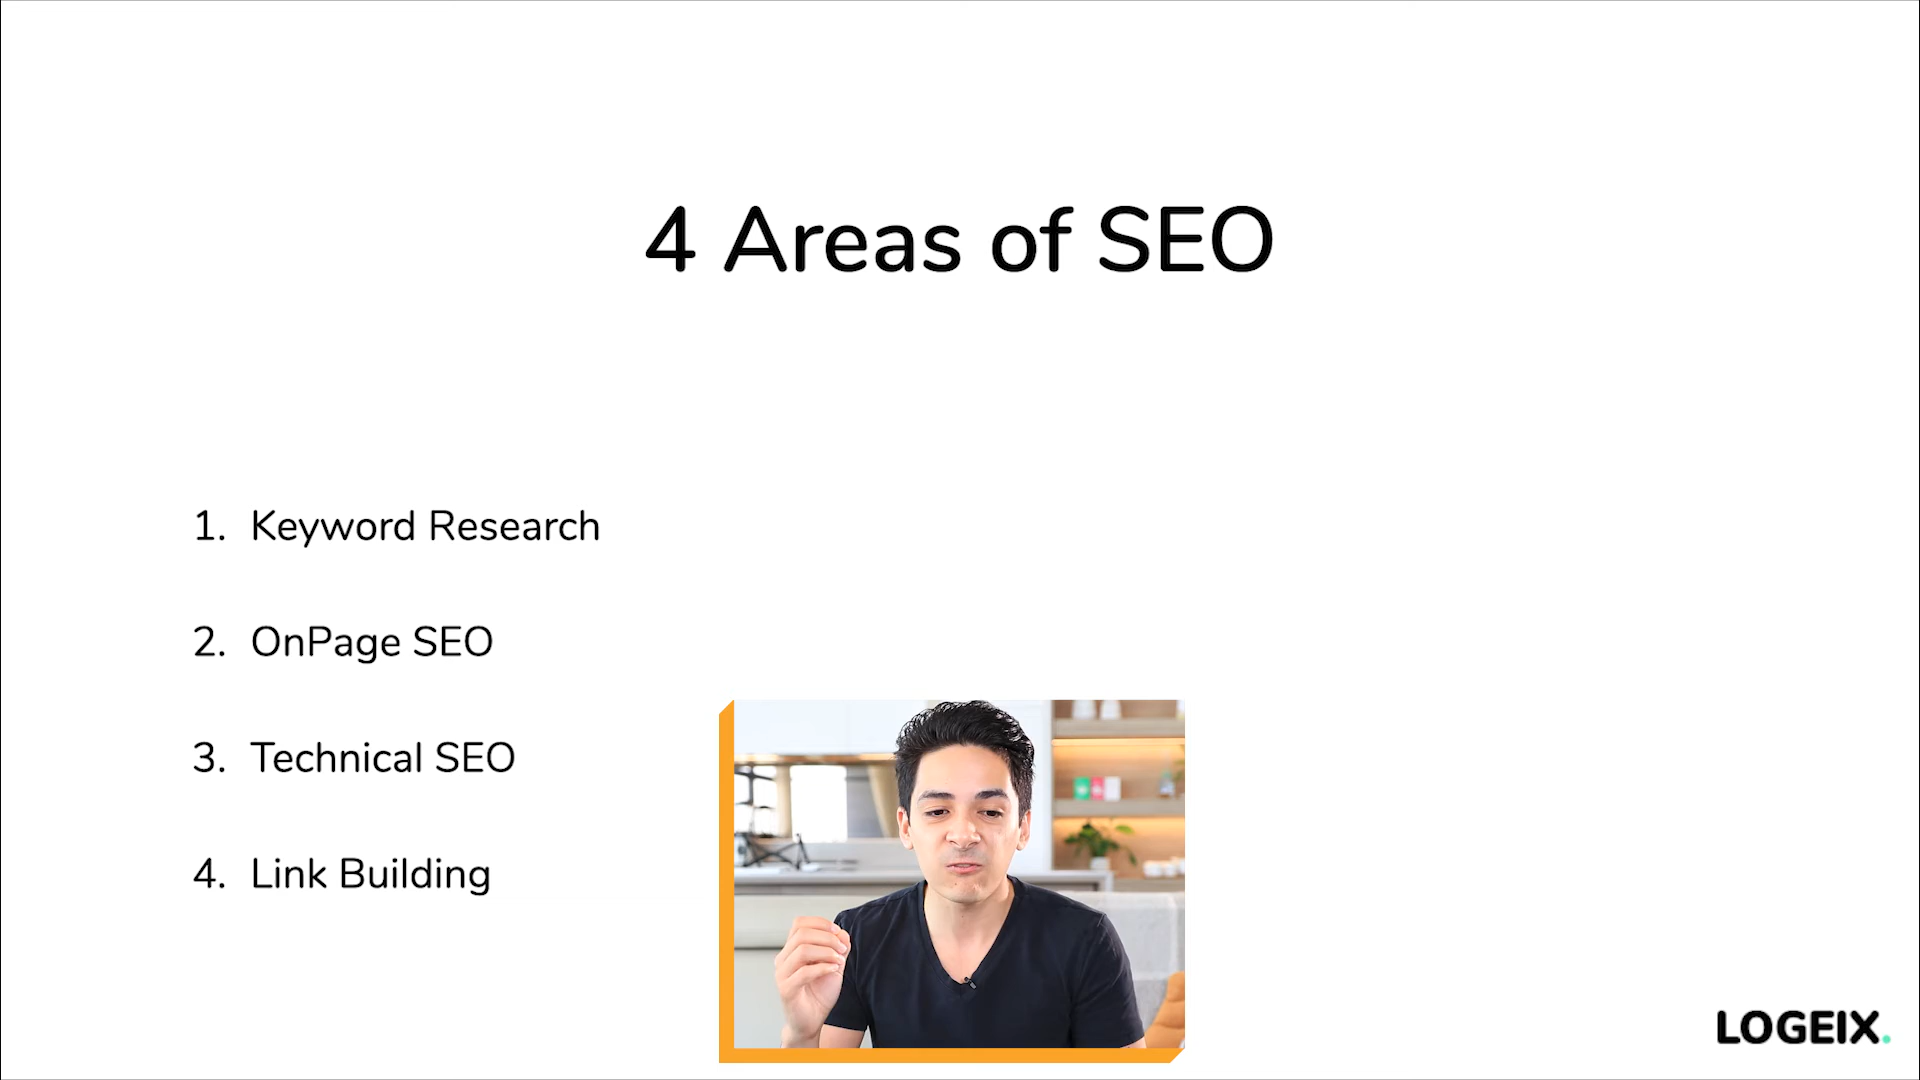 4 Areas of SEO
1. Keyword Research
2. OnPage SEO
3. Technical SEO
4. Link Building
LOGEIX.